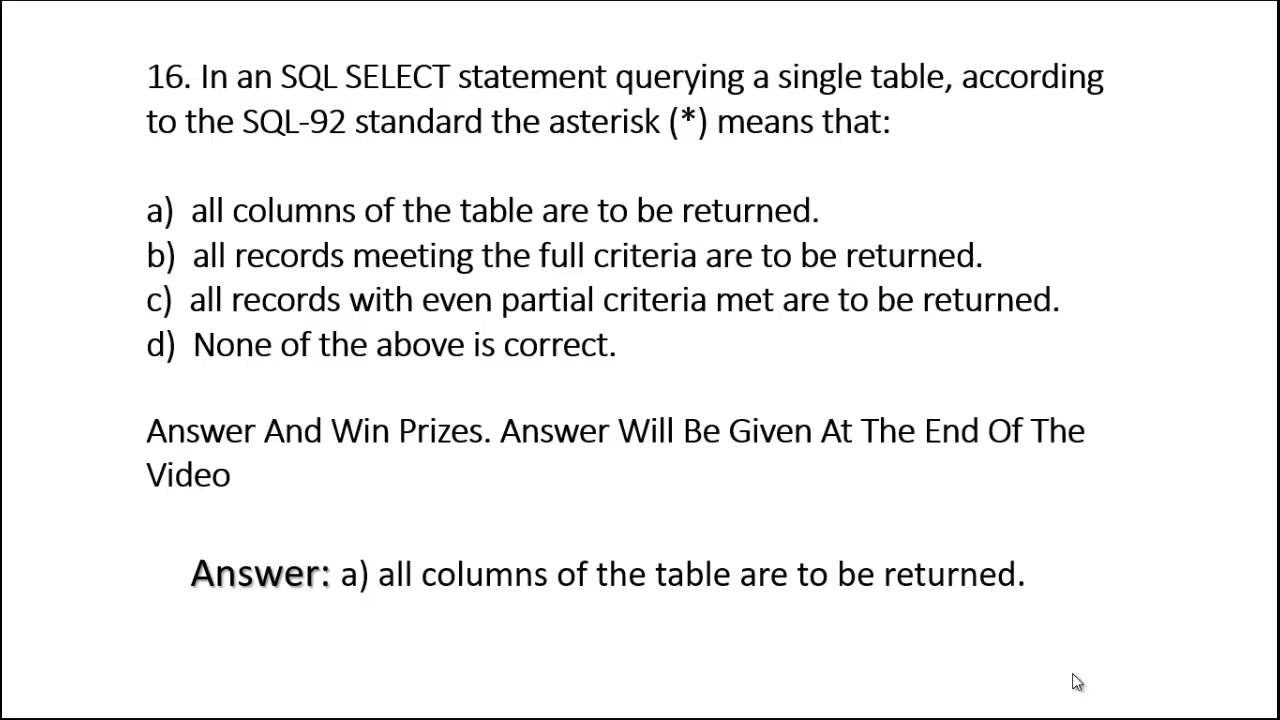 16. In an SQL SELECT statement querying a single table, according
to the SQL-92 standard the asterisk (*) means that:
a) all columns of the table are to be returned.
b) all records meeting the full criteria are to be returned.
c) all records with even partial criteria met are to be returned.
d) None of the above is correct.
Answer And Win Prizes. Answer Will Be Given At The End Of The
Video
Answer: a) all columns of the table are to be returned.